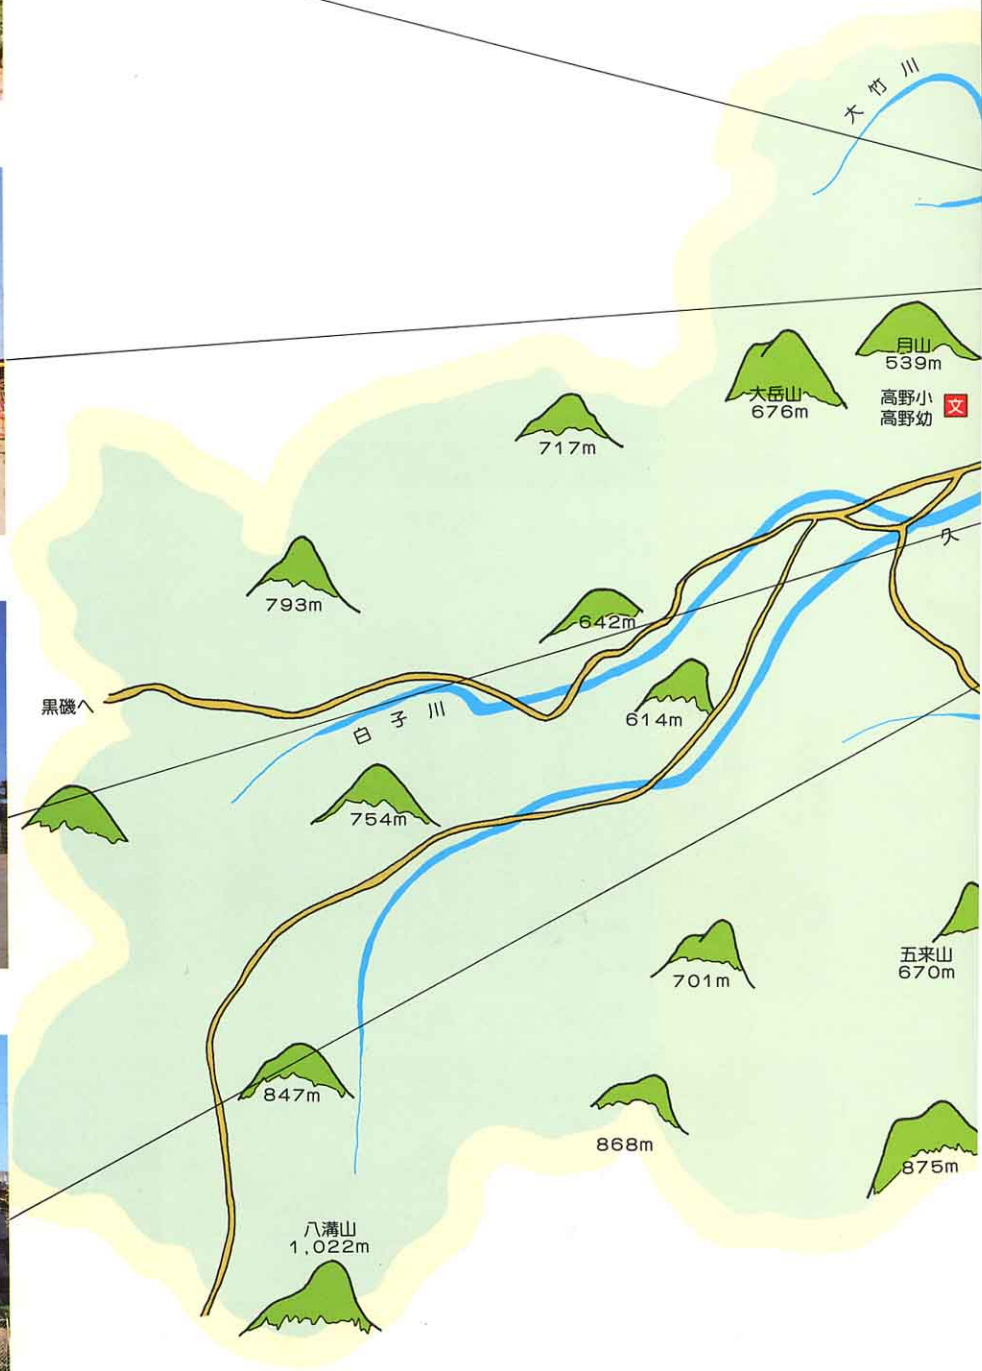 大竹川
月山
539m
大岳山
676m
高野小
高野幼
文
717m
久
793m
642m
黒磯へ
白子川
614m
754m
五来山
670m
701m
847m
868m
875m
八溝山
1,022m